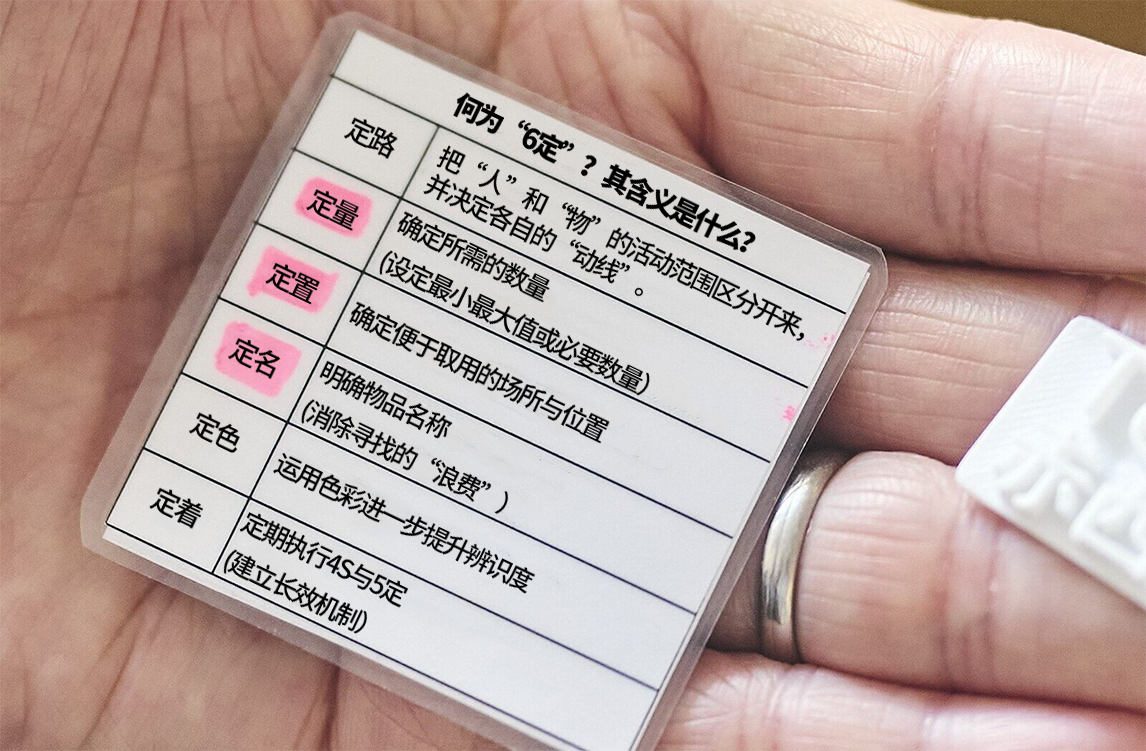 何为“6定”？其含义是什么?
定路
把“人”和“物”的活动范围区分开来,
并决定各自的“动线”。
定量
确定所需的数量
(设定最小最大值或必要数量)
定置
确定便于取用的场所与位置
定名
明确物品名称
(消除寻找的“浪费”)
定色
运用色彩进一步提升辨识度
定着
定期执行4S与5定
(建立长效机制)